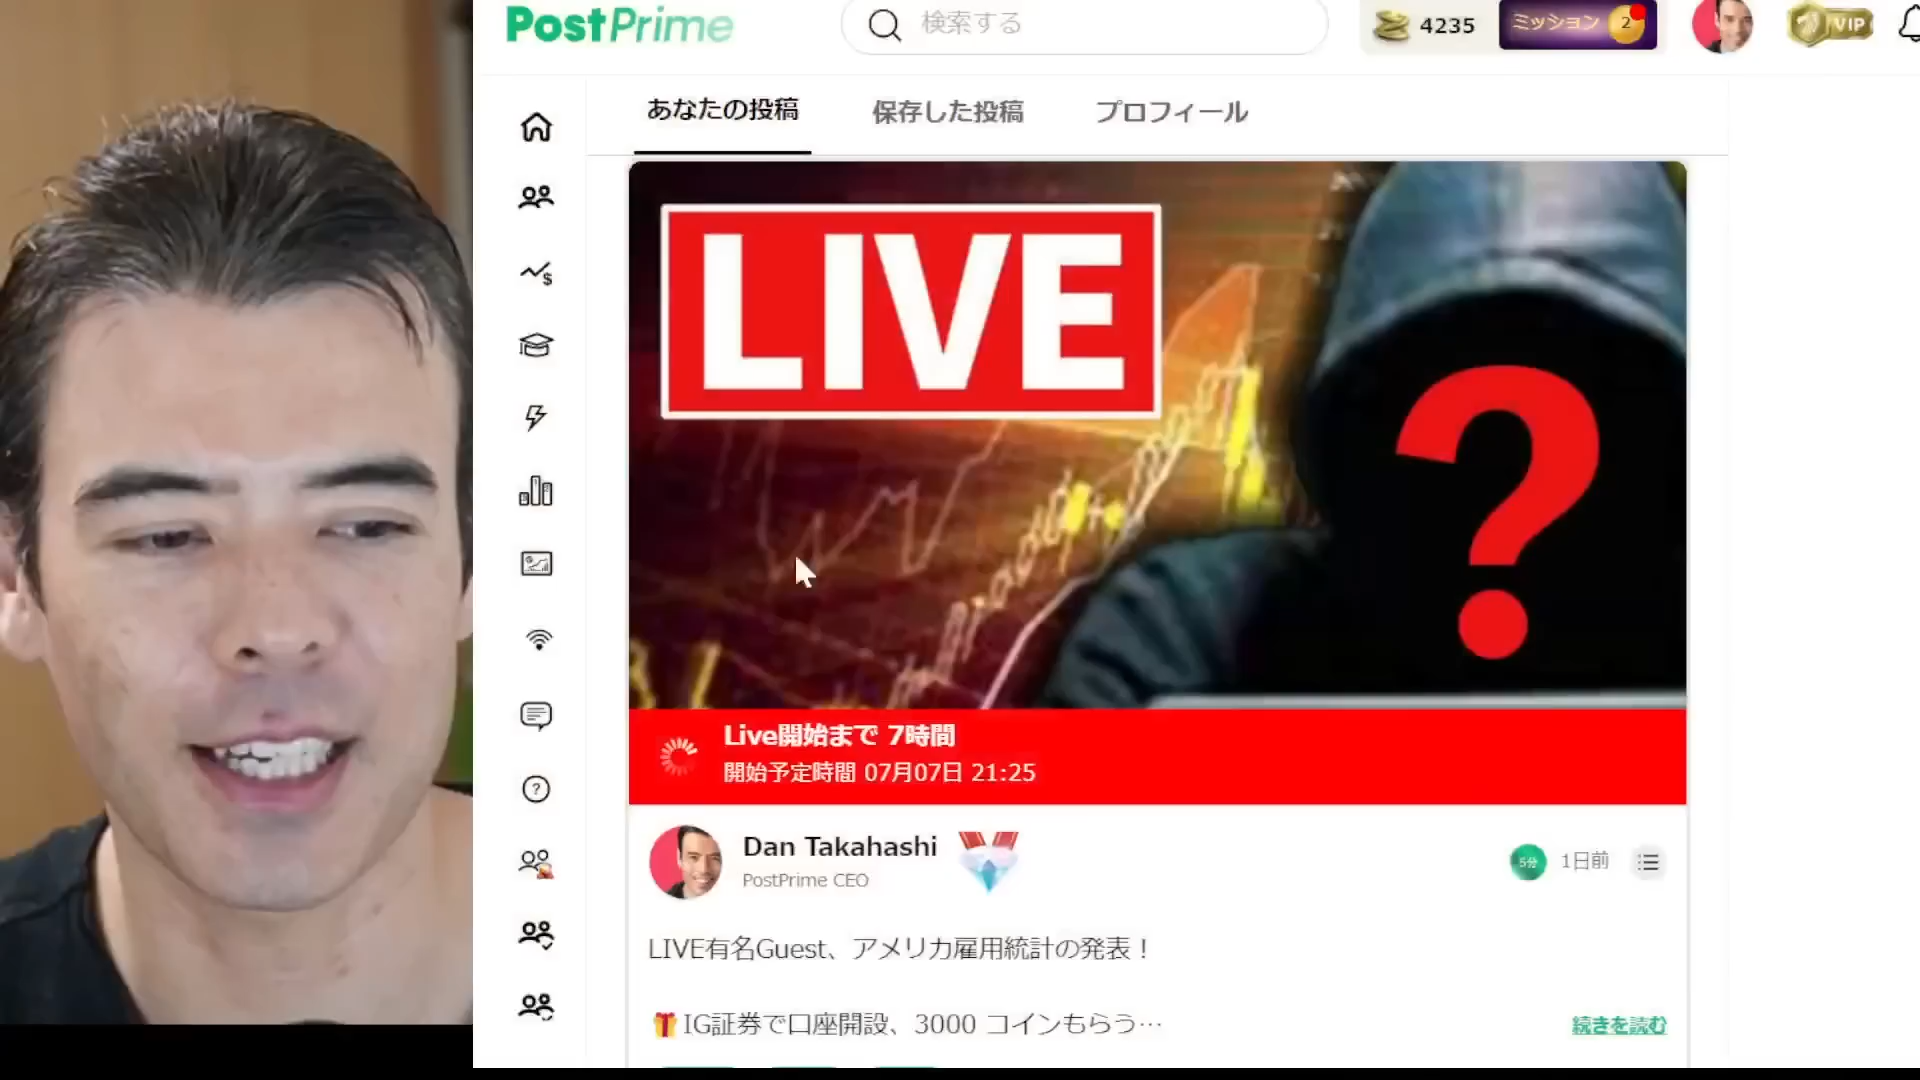 PostPrime
検索する
4235
ミッション
2
VIP
あなたの投稿
保存した投稿
プロフィール
LIVE
?
Live開始まで 7時間
開始予定時間 07月07日 21:25
Dan Takahashi
PostPrime CEO
5分
1日前
LIVE有名Guest、アメリカ雇用統計の発表！
IG証券で口座開設、3000 コインもらう…
続きを読む